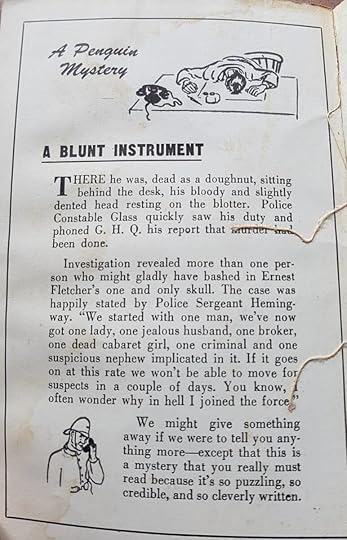 A Penguin
Mystery
A BLUNT INSTRUMENT
THERE he was, dead as a doughnut, sitting
behind the desk, his bloody and slightly
dented head resting on the blotter. Police
Constable Glass quickly saw his duty and
phoned G. H. Q. his report that murder had
been done.
Investigation revealed more than one per-
son who might gladly have bashed in Ernest
Fletcher's one and only skull. The case was
happily stated by Police Sergeant Heming-
way. "We started with one man, we've now
got one lady, one jealous husband, one broker,
one dead cabaret girl, one criminal and one
suspicious nephew implicated in it. If it goes
on at this rate we won't be able to move for
suspects in a couple of days. You know, I
often wonder why in hell I joined the force."
We might give something
away if we were to tell you any-
thing more—except that this is
a mystery that you really must
read because it's so puzzling, so
credible, and so cleverly written.